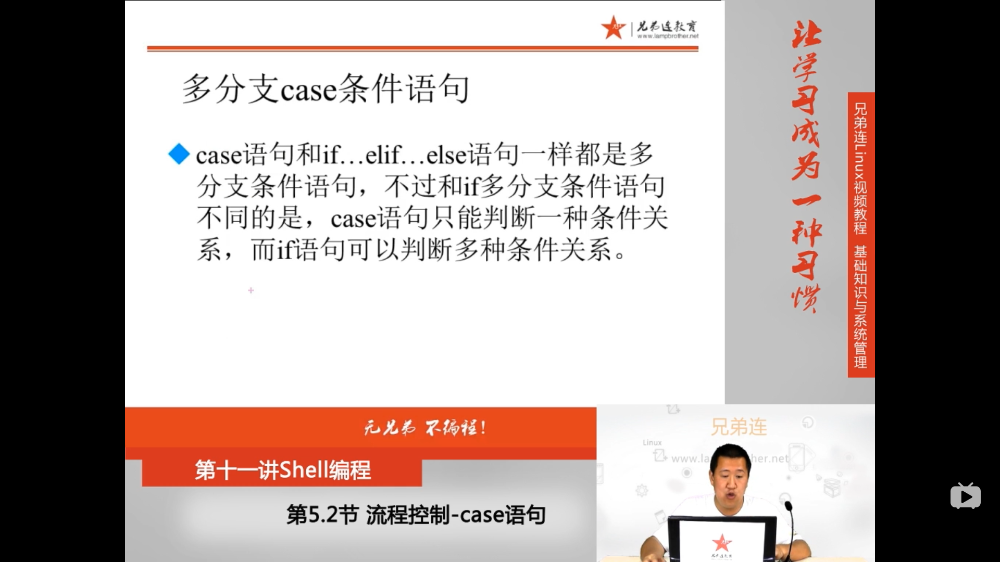 兄弟连教育
www.lampbrother.net
多分支case条件语句
case语句和if…elif…else语句一样都是多
分支条件语句，不过和if多分支条件语句
不同的是，case语句只能判断一种条件关
系，而if语句可以判断多种条件关系。
让学习成为一种习惯
兄弟连Linux视频教程 基础知识与系统管理
无兄弟 不编程！
第十一讲Shell编程
第5.2节 流程控制-case语句
兄弟连
Linux